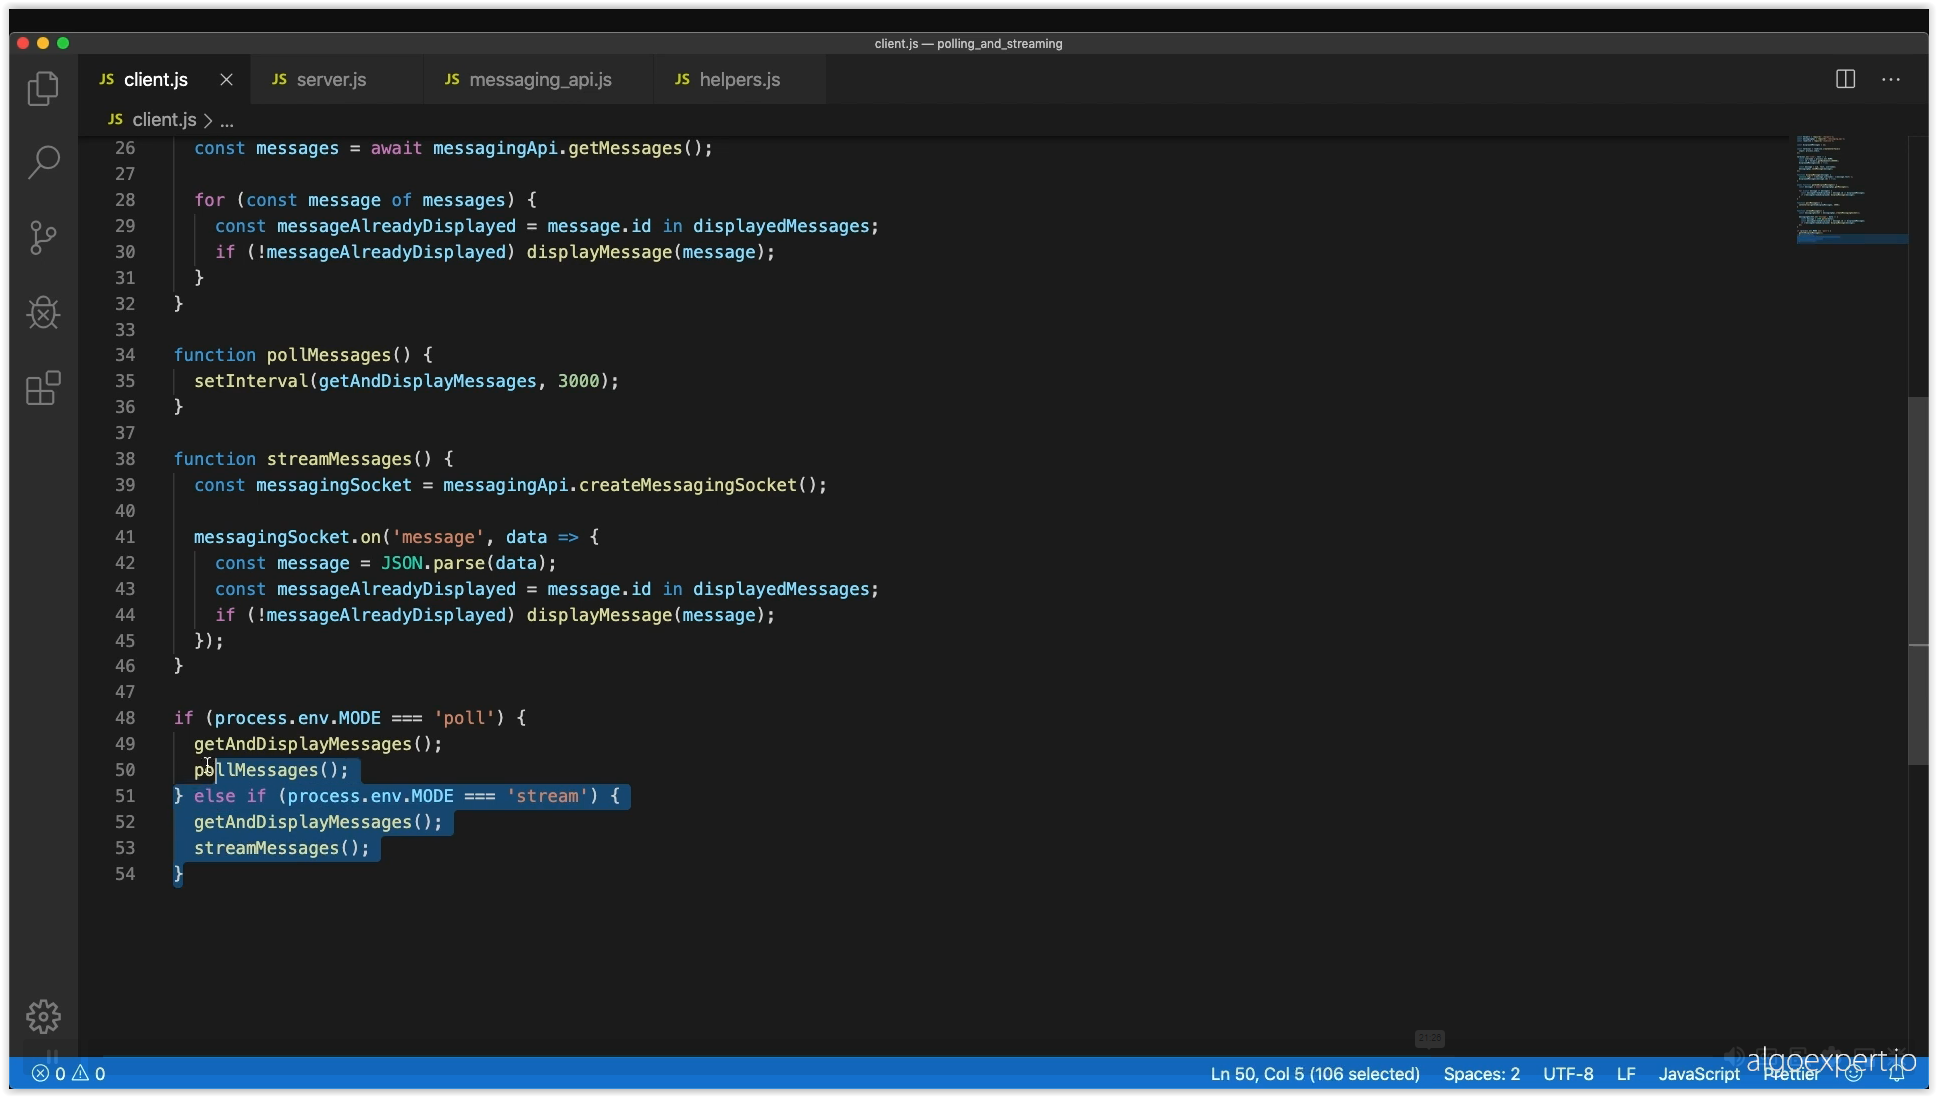 client.js — polling_and_streaming
JS client.js JS server.js JS messaging_api.js JS helpers.js
JS client.js > ...
26 const messages = await messagingApi.getMessages();
27
28 for (const message of messages) {
29 const messageAlreadyDisplayed = message.id in displayedMessages;
30 if (!messageAlreadyDisplayed) displayMessage(message);
31 }
32 }
33
34 function pollMessages() {
35 setInterval(getAndDisplayMessages, 3000);
36 }
37
38 function streamMessages() {
39 const messagingSocket = messagingApi.createMessagingSocket();
40
41 messagingSocket.on('message', data => {
42 const message = JSON.parse(data);
43 const messageAlreadyDisplayed = message.id in displayedMessages;
44 if (!messageAlreadyDisplayed) displayMessage(message);
45 });
46 }
47
48 if (process.env.MODE === 'poll') {
49 getAndDisplayMessages();
50 pollMessages();
51 } else if (process.env.MODE === 'stream') {
52 getAndDisplayMessages();
53 streamMessages();
54 }
algoexpert.io
0 0 Ln 50, Col 5 (106 selected) Spaces: 2 UTF-8 LF JavaScript Prettier